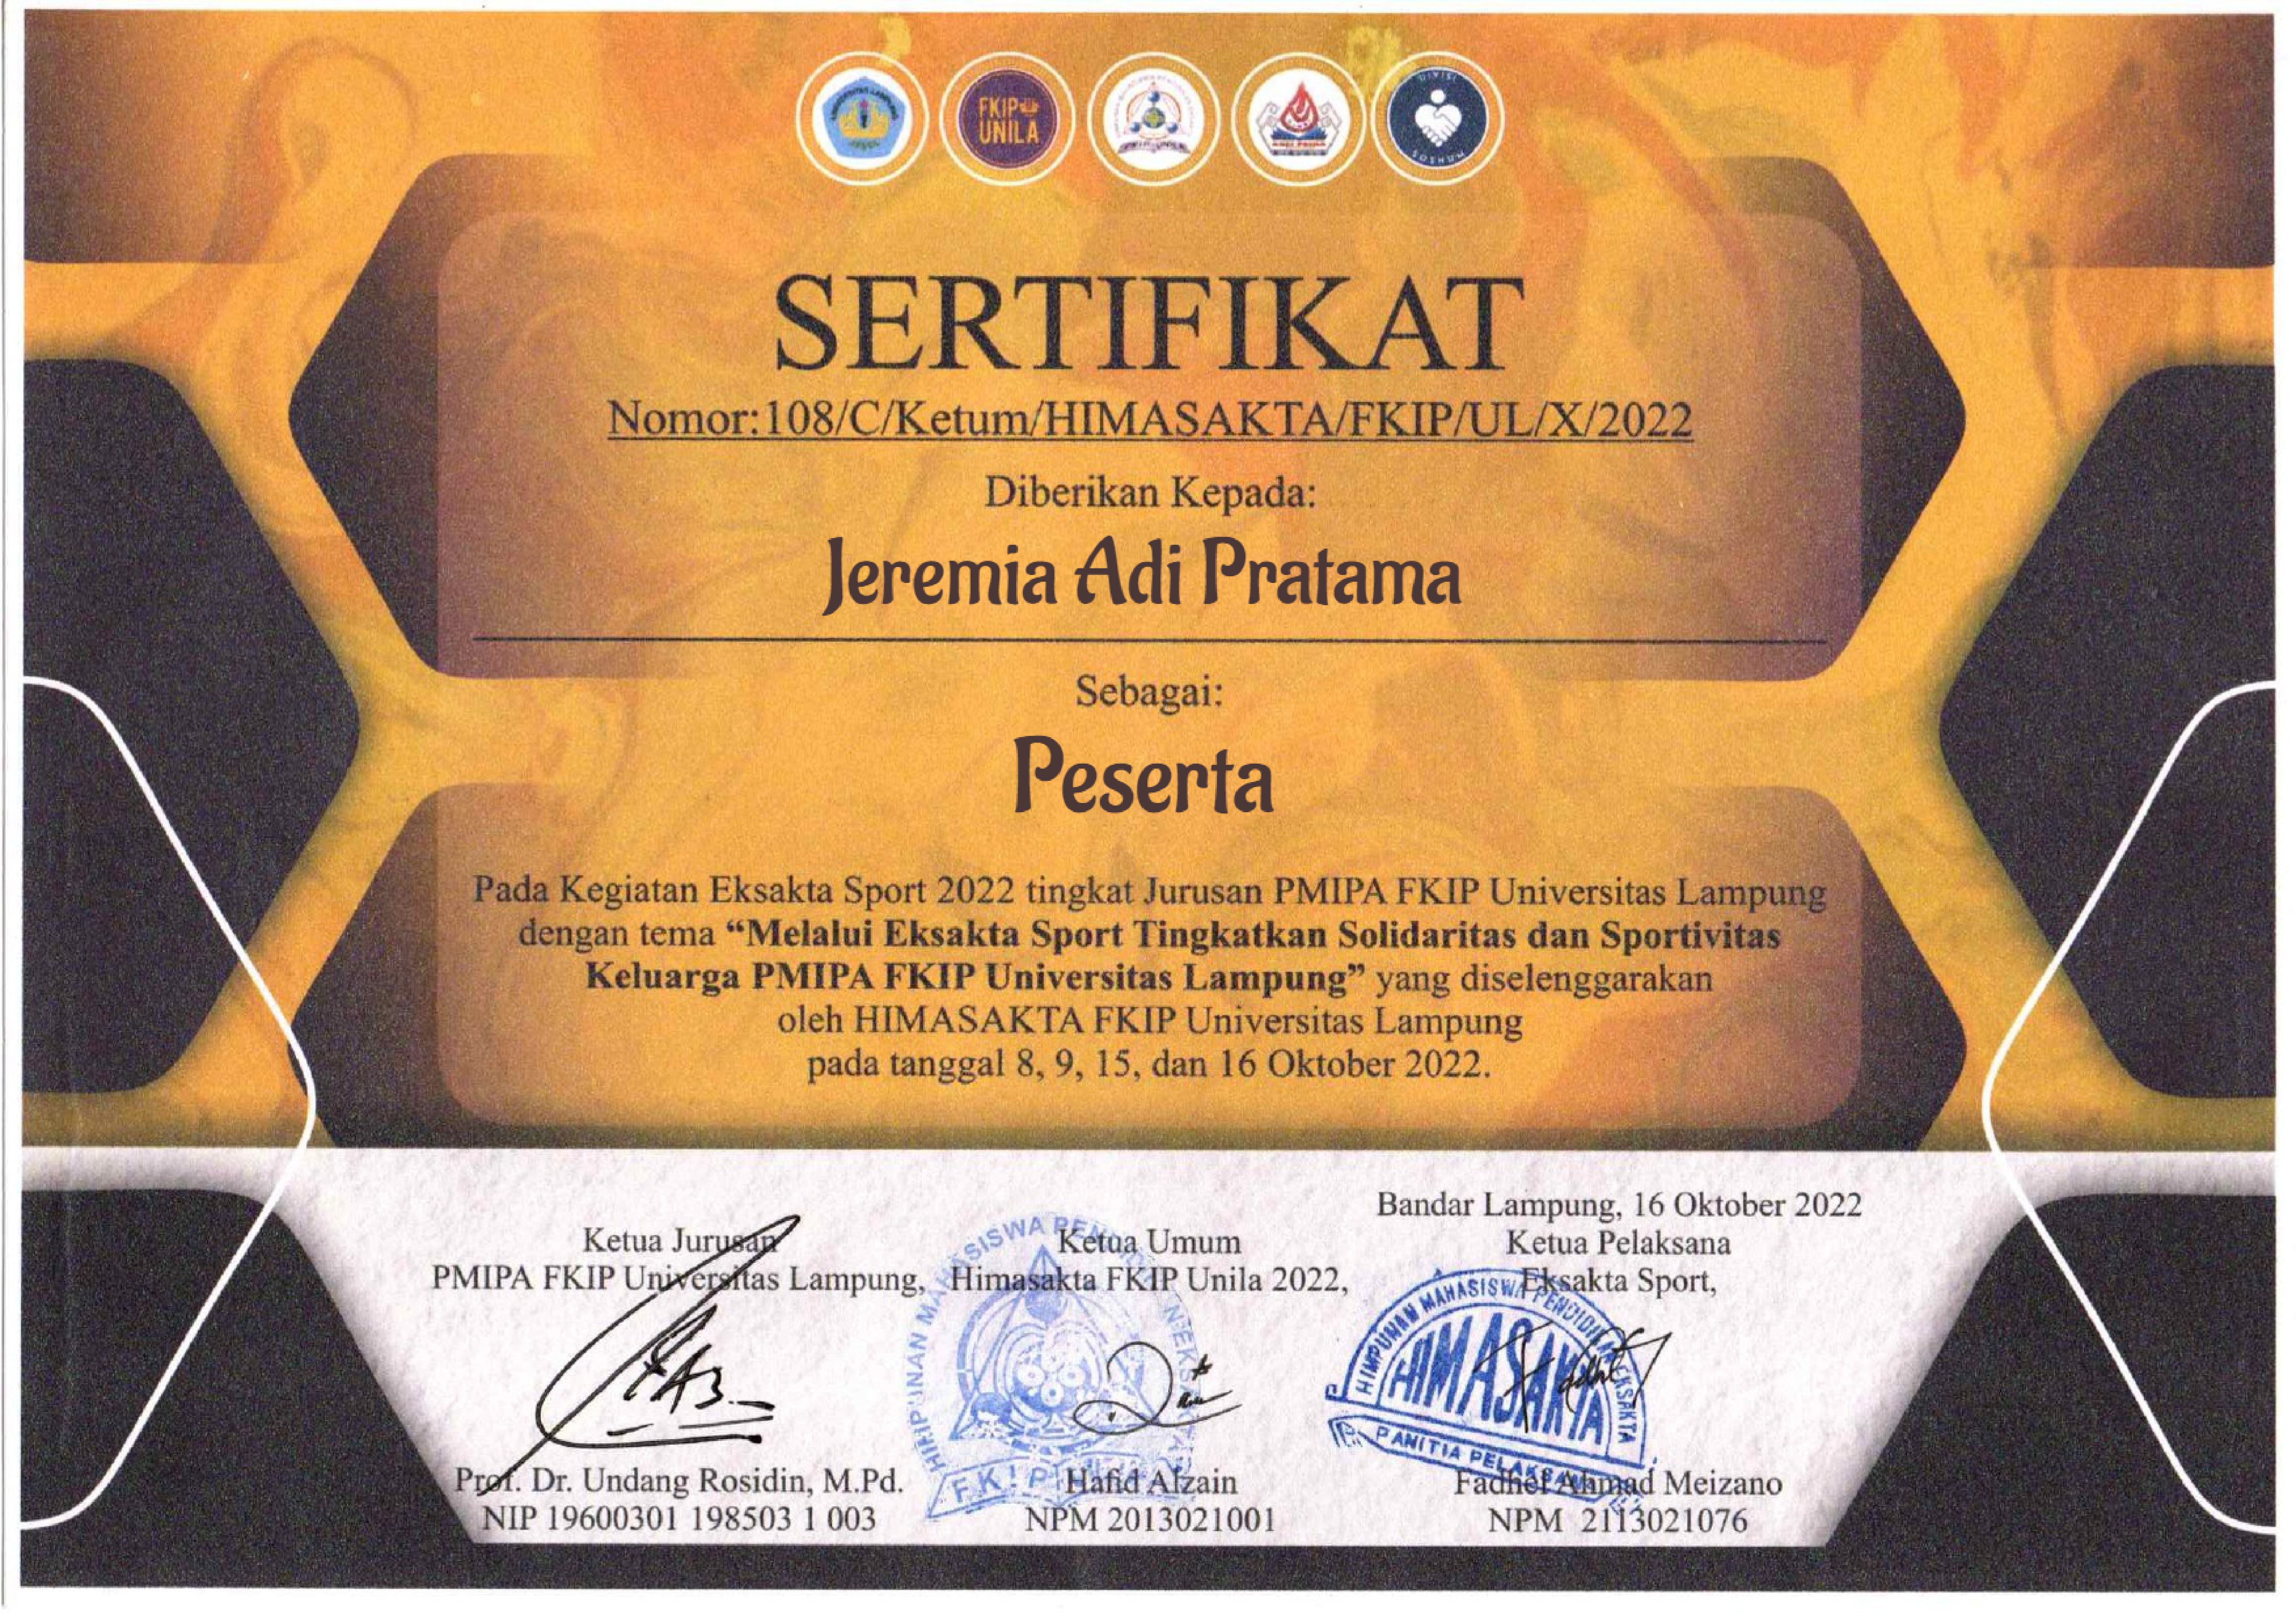 UNIVERSITAS LAMPUNG
FKIP
UNILA
DIVISI
SOSHUM
SERTIFIKAT
Nomor:108/C/Ketum/HIMASAKTA/FKIP/UL/X/2022
Diberikan Kepada:
Jeremia Adi Pratama
Sebagai:
Peserta
Pada Kegiatan Eksakta Sport 2022 tingkat Jurusan PMIPA FKIP Universitas Lampung
dengan tema “Melalui Eksakta Sport Tingkatkan Solidaritas dan Sportivitas
Keluarga PMIPA FKIP Universitas Lampung” yang diselenggarakan
oleh HIMASAKTA FKIP Universitas Lampung
pada tanggal 8, 9, 15, dan 16 Oktober 2022.
Bandar Lampung, 16 Oktober 2022
Ketua Jurusan
PMIPA FKIP Universitas Lampung,
Prof. Dr. Undang Rosidin, M.Pd.
NIP 19600301 198503 1 003
Ketua Umum
Himasakta FKIP Unila 2022,
HIMPUNAN MAHASISWA
FKIP
Hafid Alzain
NPM 2013021001
Ketua Pelaksana
Eksakta Sport,
HIMPUNAN MAHASISWA PENDIDIKAN EKSAKTA
HIMASAKTA
PANITIA PELAKSANA
Fadhel Ahmad Meizano
NPM 2113021076